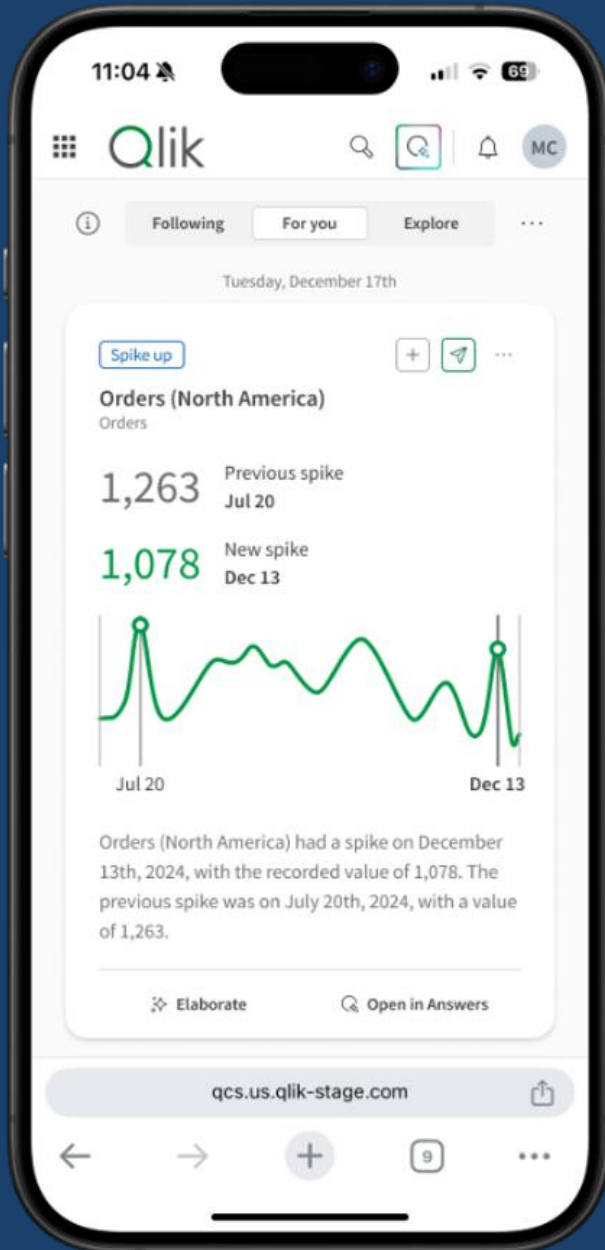 11:04
69
Qlik
MC
Following For you Explore
Tuesday, December 17th
Spike up
Orders (North America)
Orders
1,263 Previous spike
Jul 20
1,078 New spike
Dec 13
Jul 20 Dec 13
Orders (North America) had a spike on December
13th, 2024, with the recorded value of 1,078. The
previous spike was on July 20th, 2024, with a value
of 1,263.
Elaborate Open in Answers
qcs.us.qlik-stage.com
9